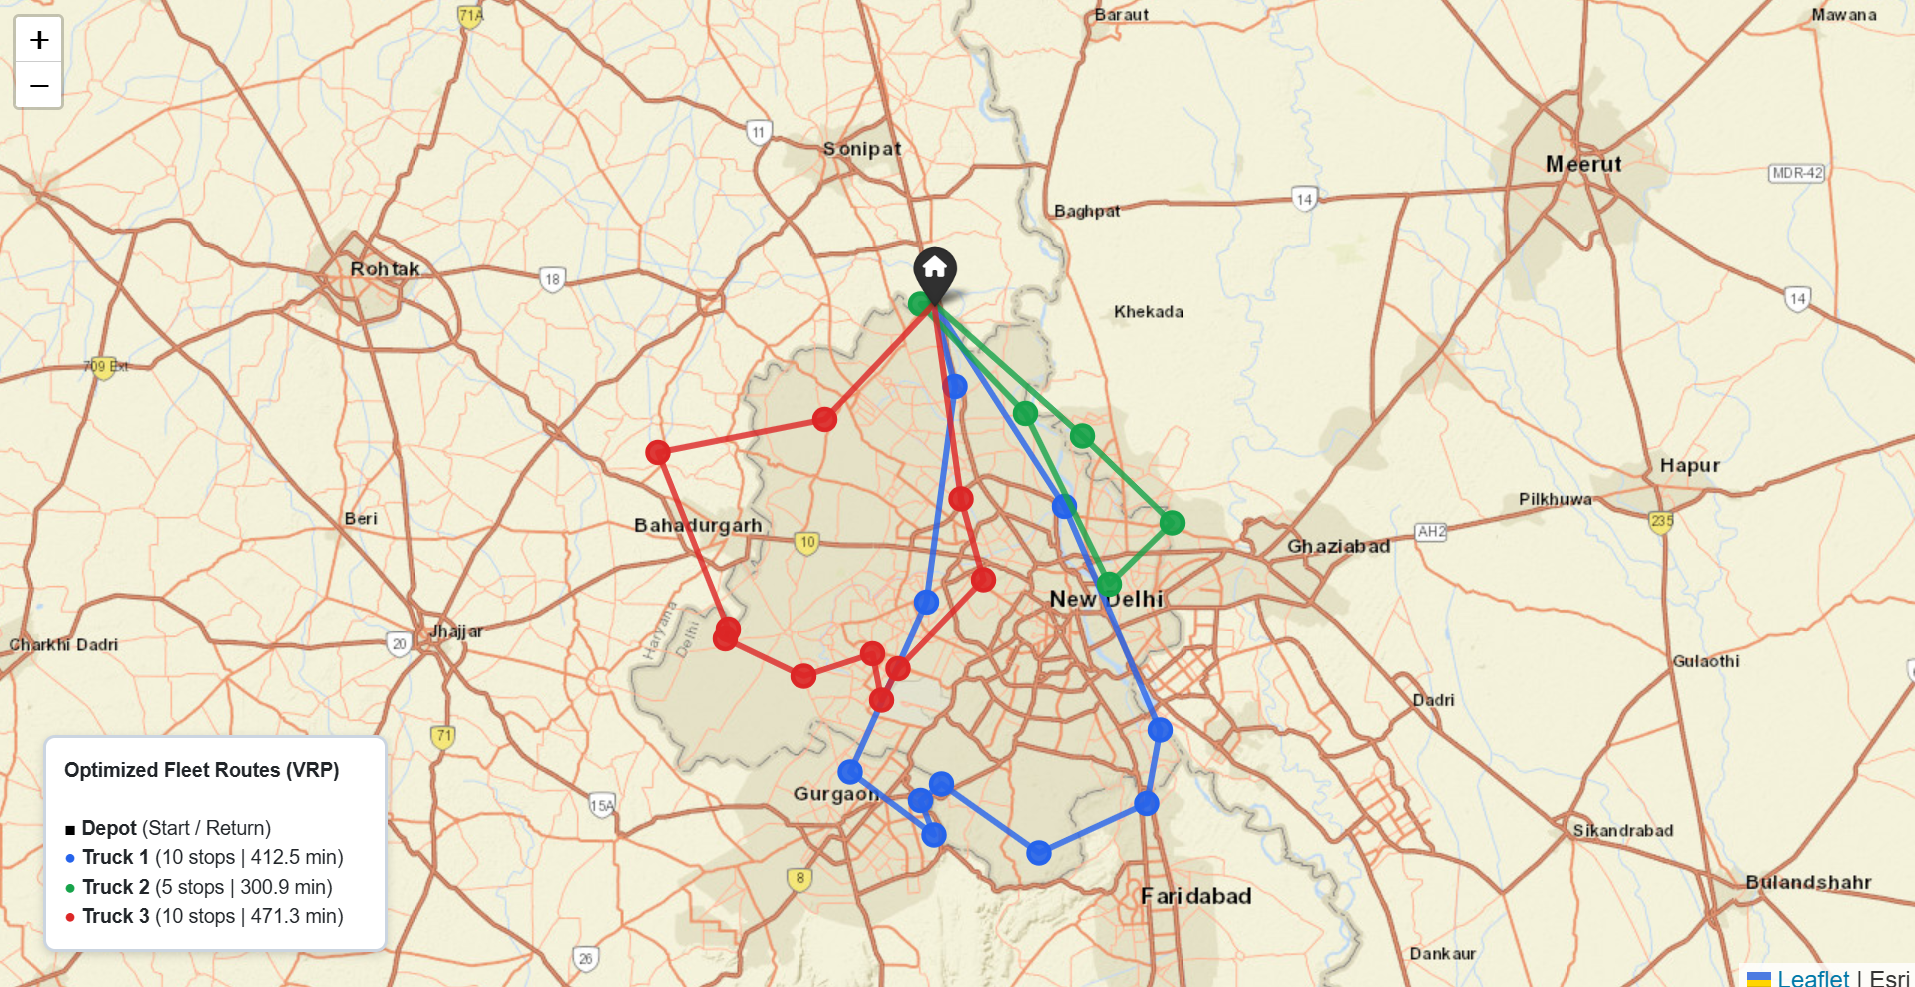 +
−
71A
Baraut
Mawana
11
Sonipat
Meerut
MDR-42
14
Baghpat
Rohtak
18
14
Khekada
709 Ext
Hapur
Pilkhuwa
Beri
Bahadurgarh
235
AH2
10
Ghaziabad
New Delhi
Haryana
Delhi
Jhajjar
20
Charkhi Dadri
Gulaothi
Dadri
71
Optimized Fleet Routes (VRP)
■ Depot (Start / Return)
● Truck 1 (10 stops | 412.5 min)
● Truck 2 (5 stops | 300.9 min)
● Truck 3 (10 stops | 471.3 min)
Gurgaon
15A
Sikandrabad
8
Faridabad
Bulandshahr
26
Dankaur
Leaflet | Esri